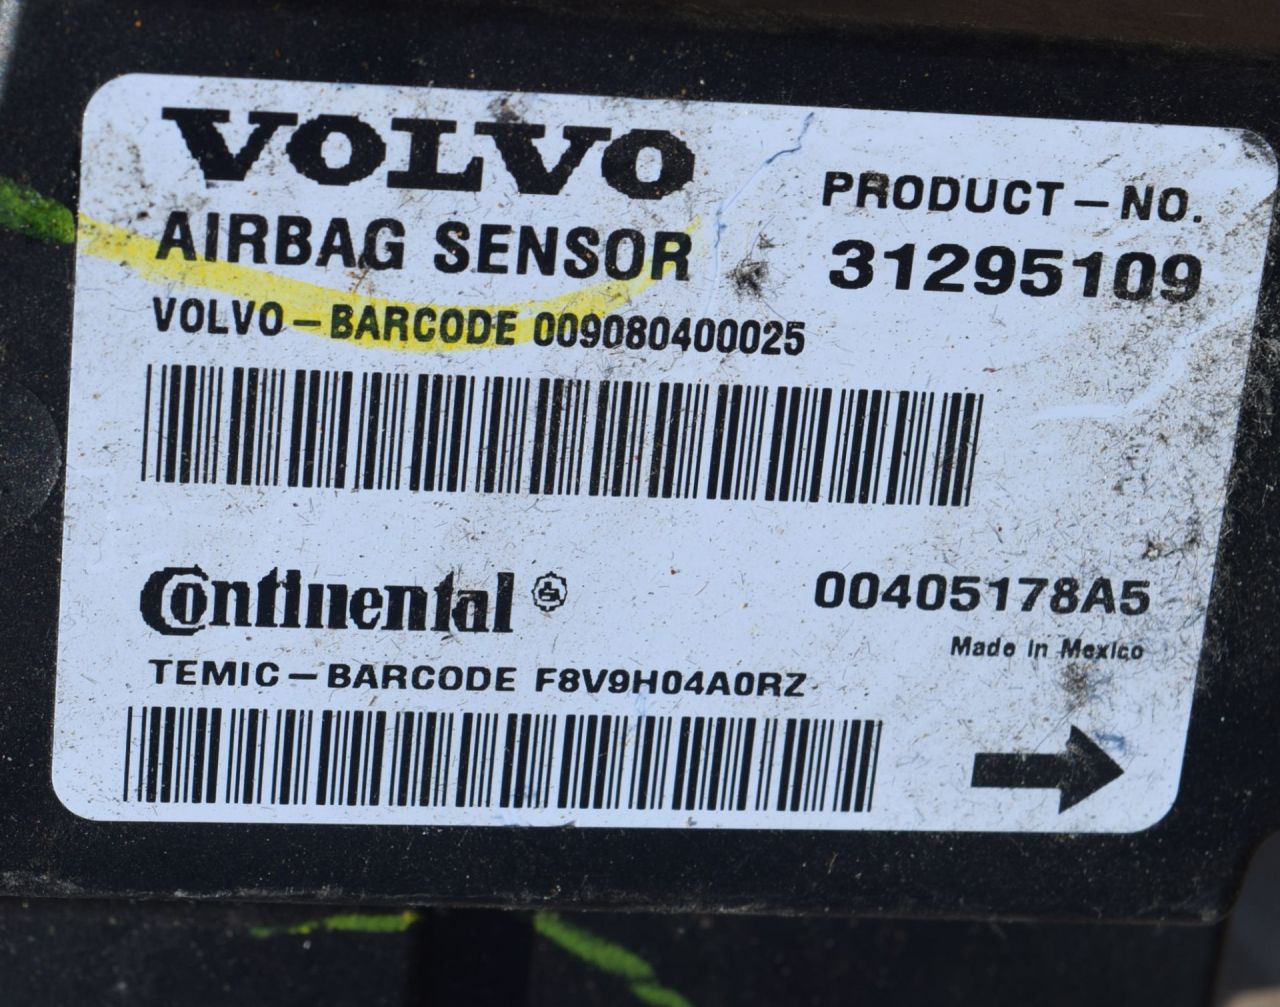 VOLVO
AIRBAG SENSOR
PRODUCT-NO.
31295109
VOLVO-BARCODE 009080400025
Continental
00405178A5
Made in Mexico
TEMIC-BARCODE F8V9H04A0RZ